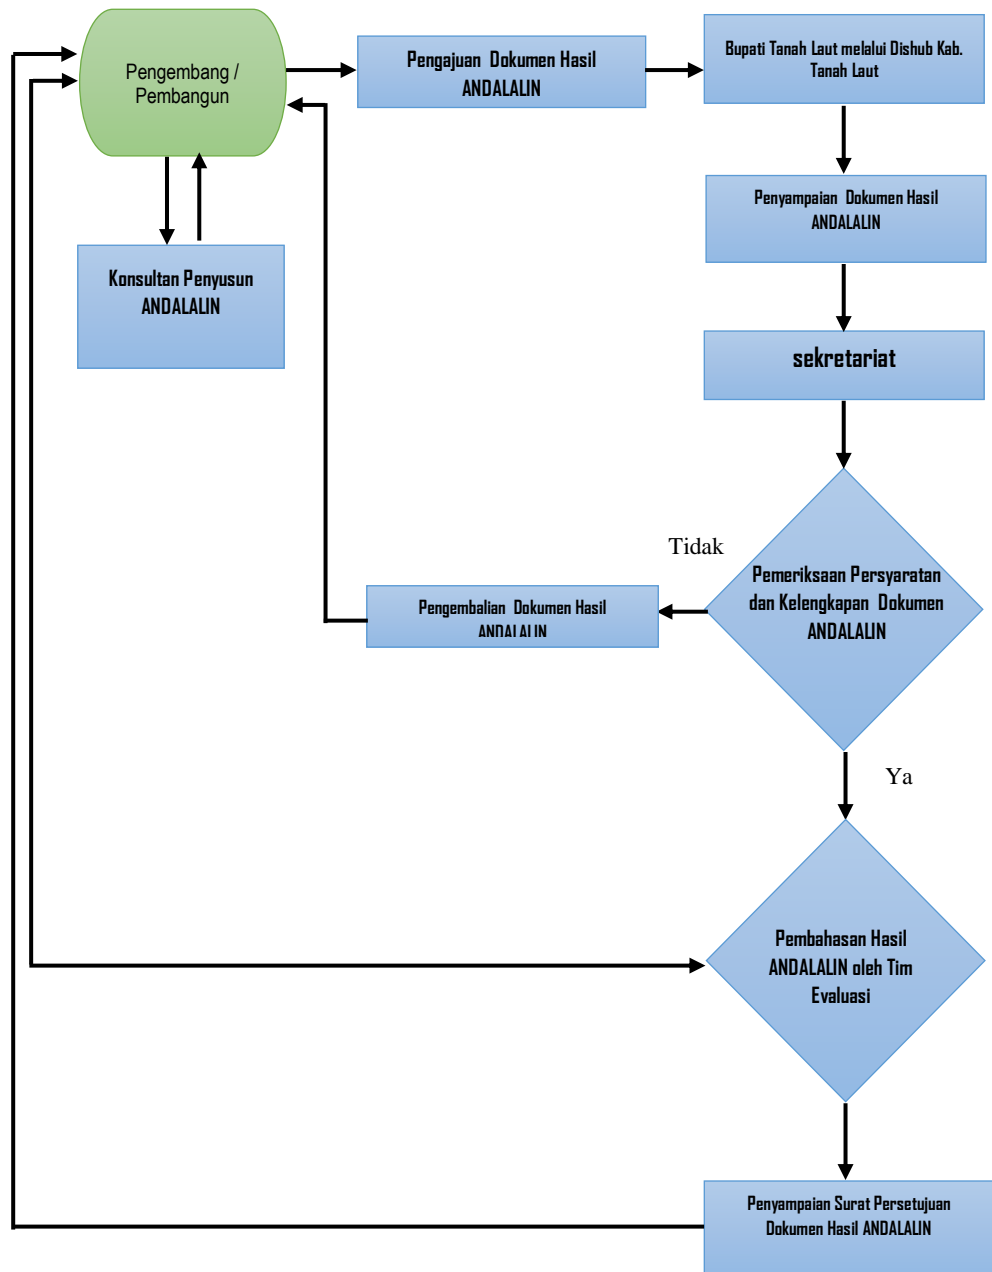 Pengembang /
Pembangun
Pengajuan Dokumen Hasil
ANDALALIN
Bupati Tanah Laut melalui Dishub Kab.
Tanah Laut
Penyampaian Dokumen Hasil
ANDALALIN
Konsultan Penyusun
ANDALALIN
sekretariat
Tidak
Pemeriksaan Persyaratan
dan Kelengkapan Dokumen
ANDALALIN
Pengembalian Dokumen Hasil
ANDALALIN
Ya
Pembahasan Hasil
ANDALALIN oleh Tim
Evaluasi
Penyampaian Surat Persetujuan
Dokumen Hasil ANDALALIN